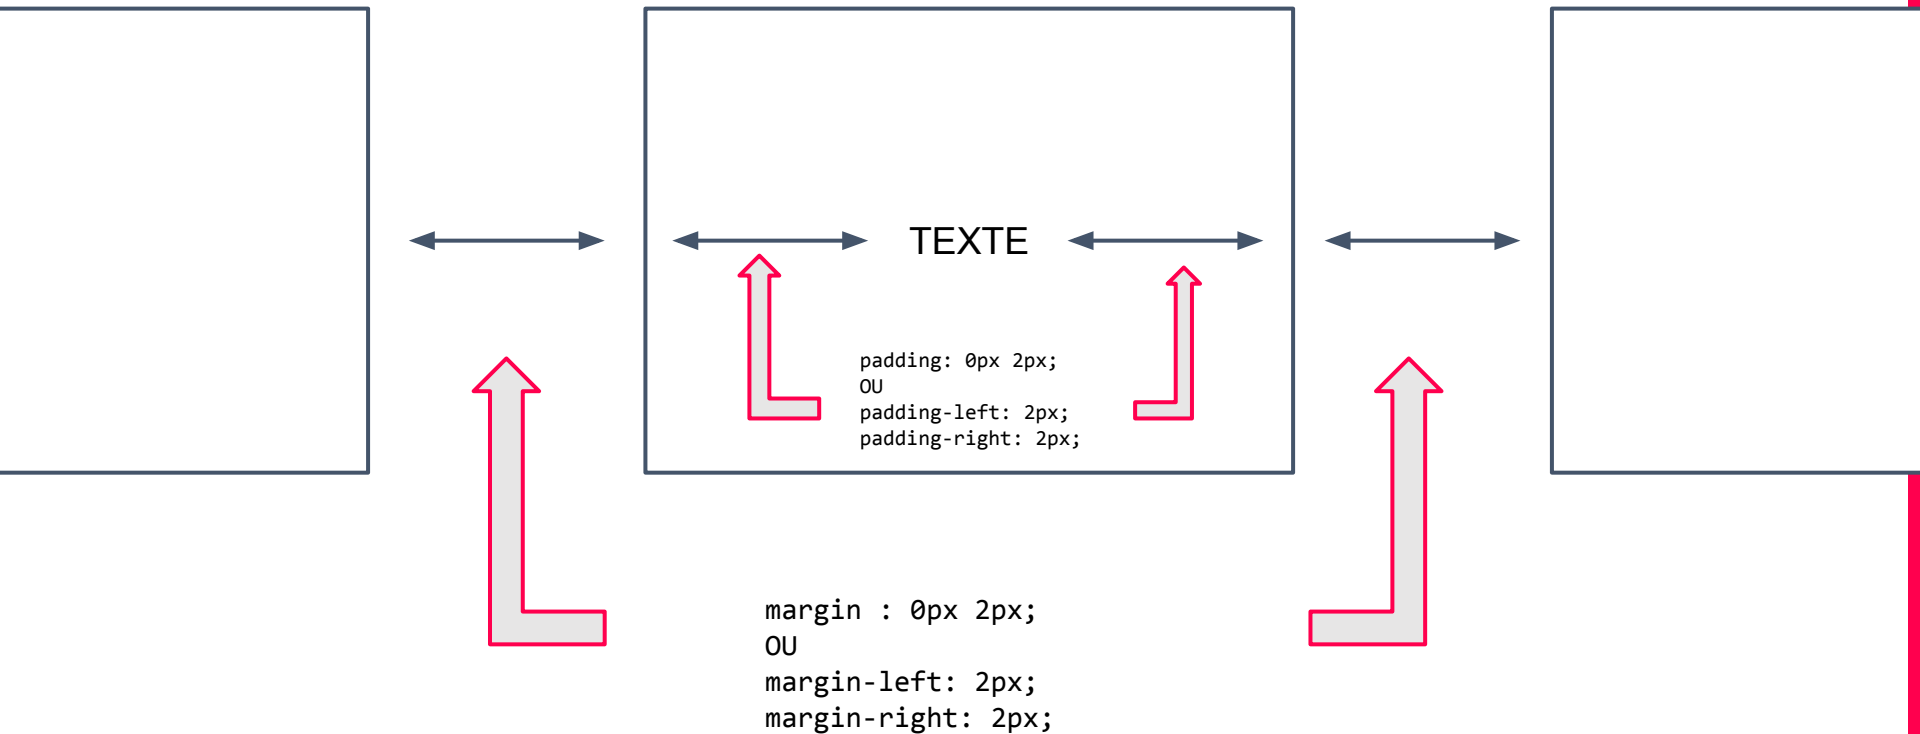 TEXTE
padding: 0px 2px;
OU
padding-left: 2px;
padding-right: 2px;
margin : 0px 2px;
OU
margin-left: 2px;
margin-right: 2px;